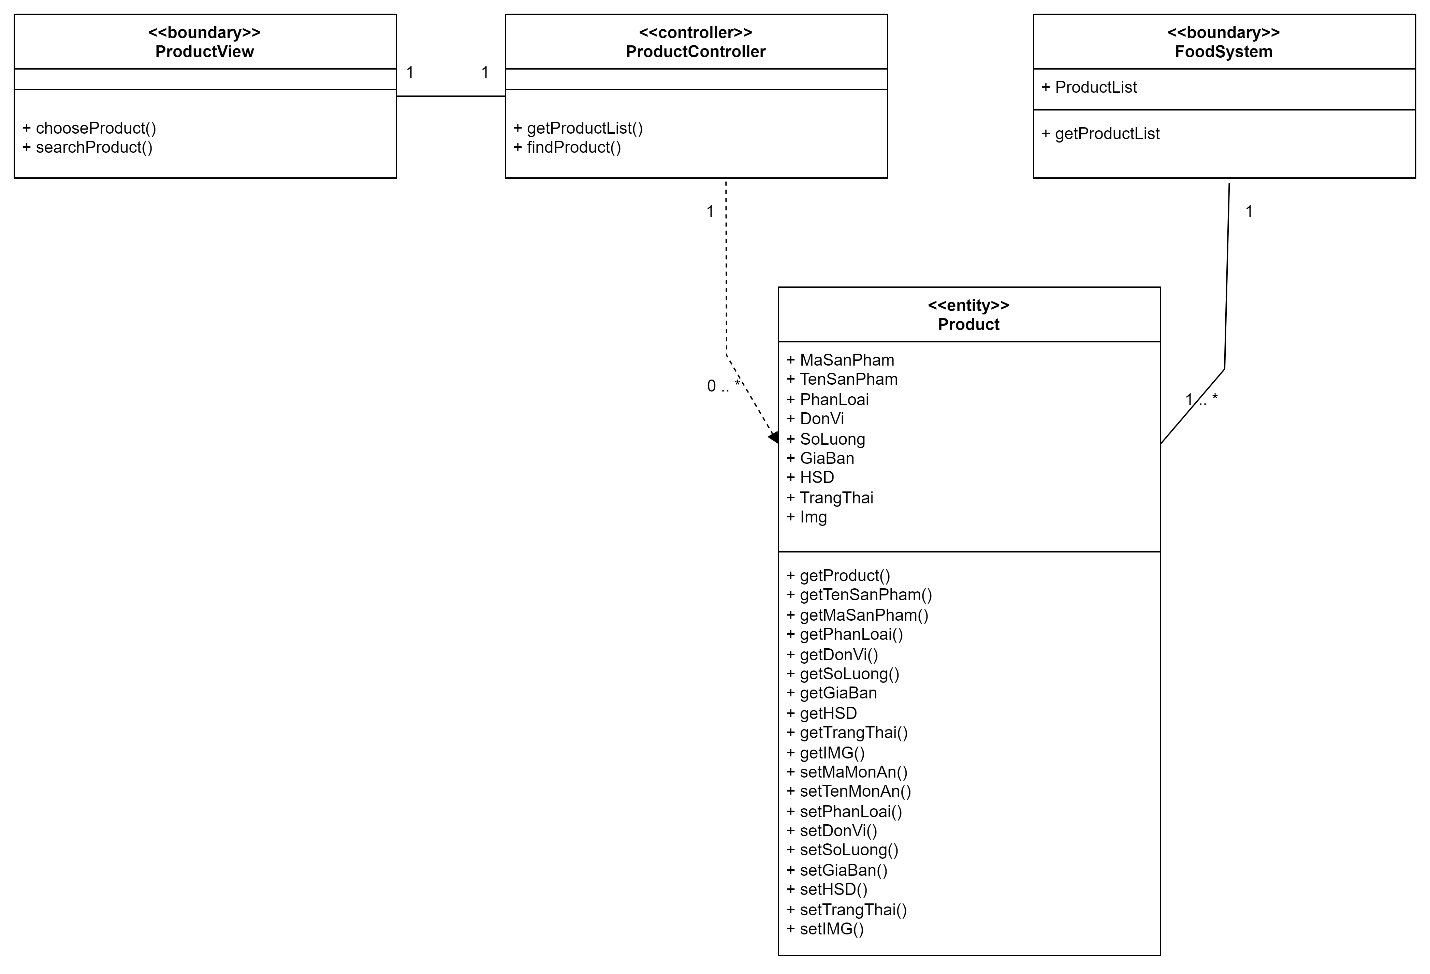 <<boundary>>
ProductView
+ chooseProduct()
+ searchProduct()
1
1
<<controller>>
ProductController
+ getProductList()
+ findProduct()
<<boundary>>
FoodSystem
+ ProductList
+ getProductList
1
0 .. *
1
1 .. *
<<entity>>
Product
+ MaSanPham
+ TenSanPham
+ PhanLoai
+ DonVi
+ SoLuong
+ GiaBan
+ HSD
+ TrangThai
+ Img
+ getProduct()
+ getTenSanPham()
+ getMaSanPham()
+ getPhanLoai()
+ getDonVi()
+ getSoLuong()
+ getGiaBan
+ getHSD
+ getTrangThai()
+ getIMG()
+ setMaMonAn()
+ setTenMonAn()
+ setPhanLoai()
+ setDonVi()
+ setSoLuong()
+ setGiaBan()
+ setHSD()
+ setTrangThai()
+ setIMG()